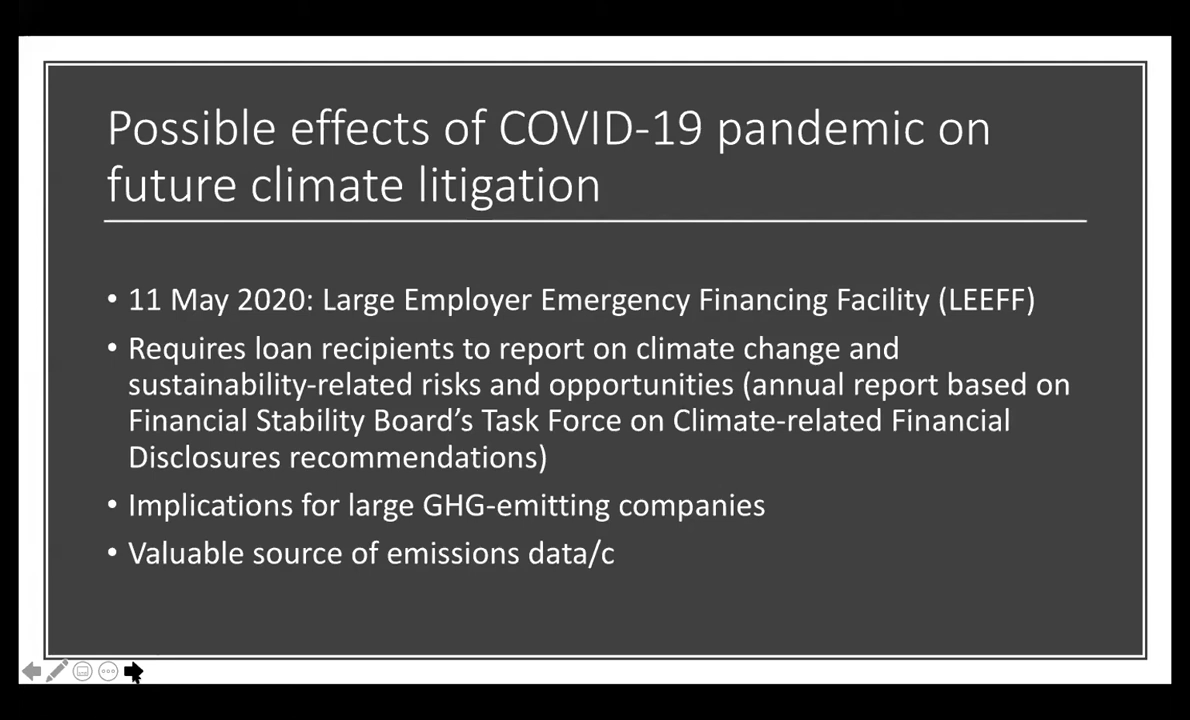 Possible effects of COVID-19 pandemic on
future climate litigation
• 11 May 2020: Large Employer Emergency Financing Facility (LEEFF)
• Requires loan recipients to report on climate change and
sustainability-related risks and opportunities (annual report based on
Financial Stability Board’s Task Force on Climate-related Financial
Disclosures recommendations)
• Implications for large GHG-emitting companies
• Valuable source of emissions data/c